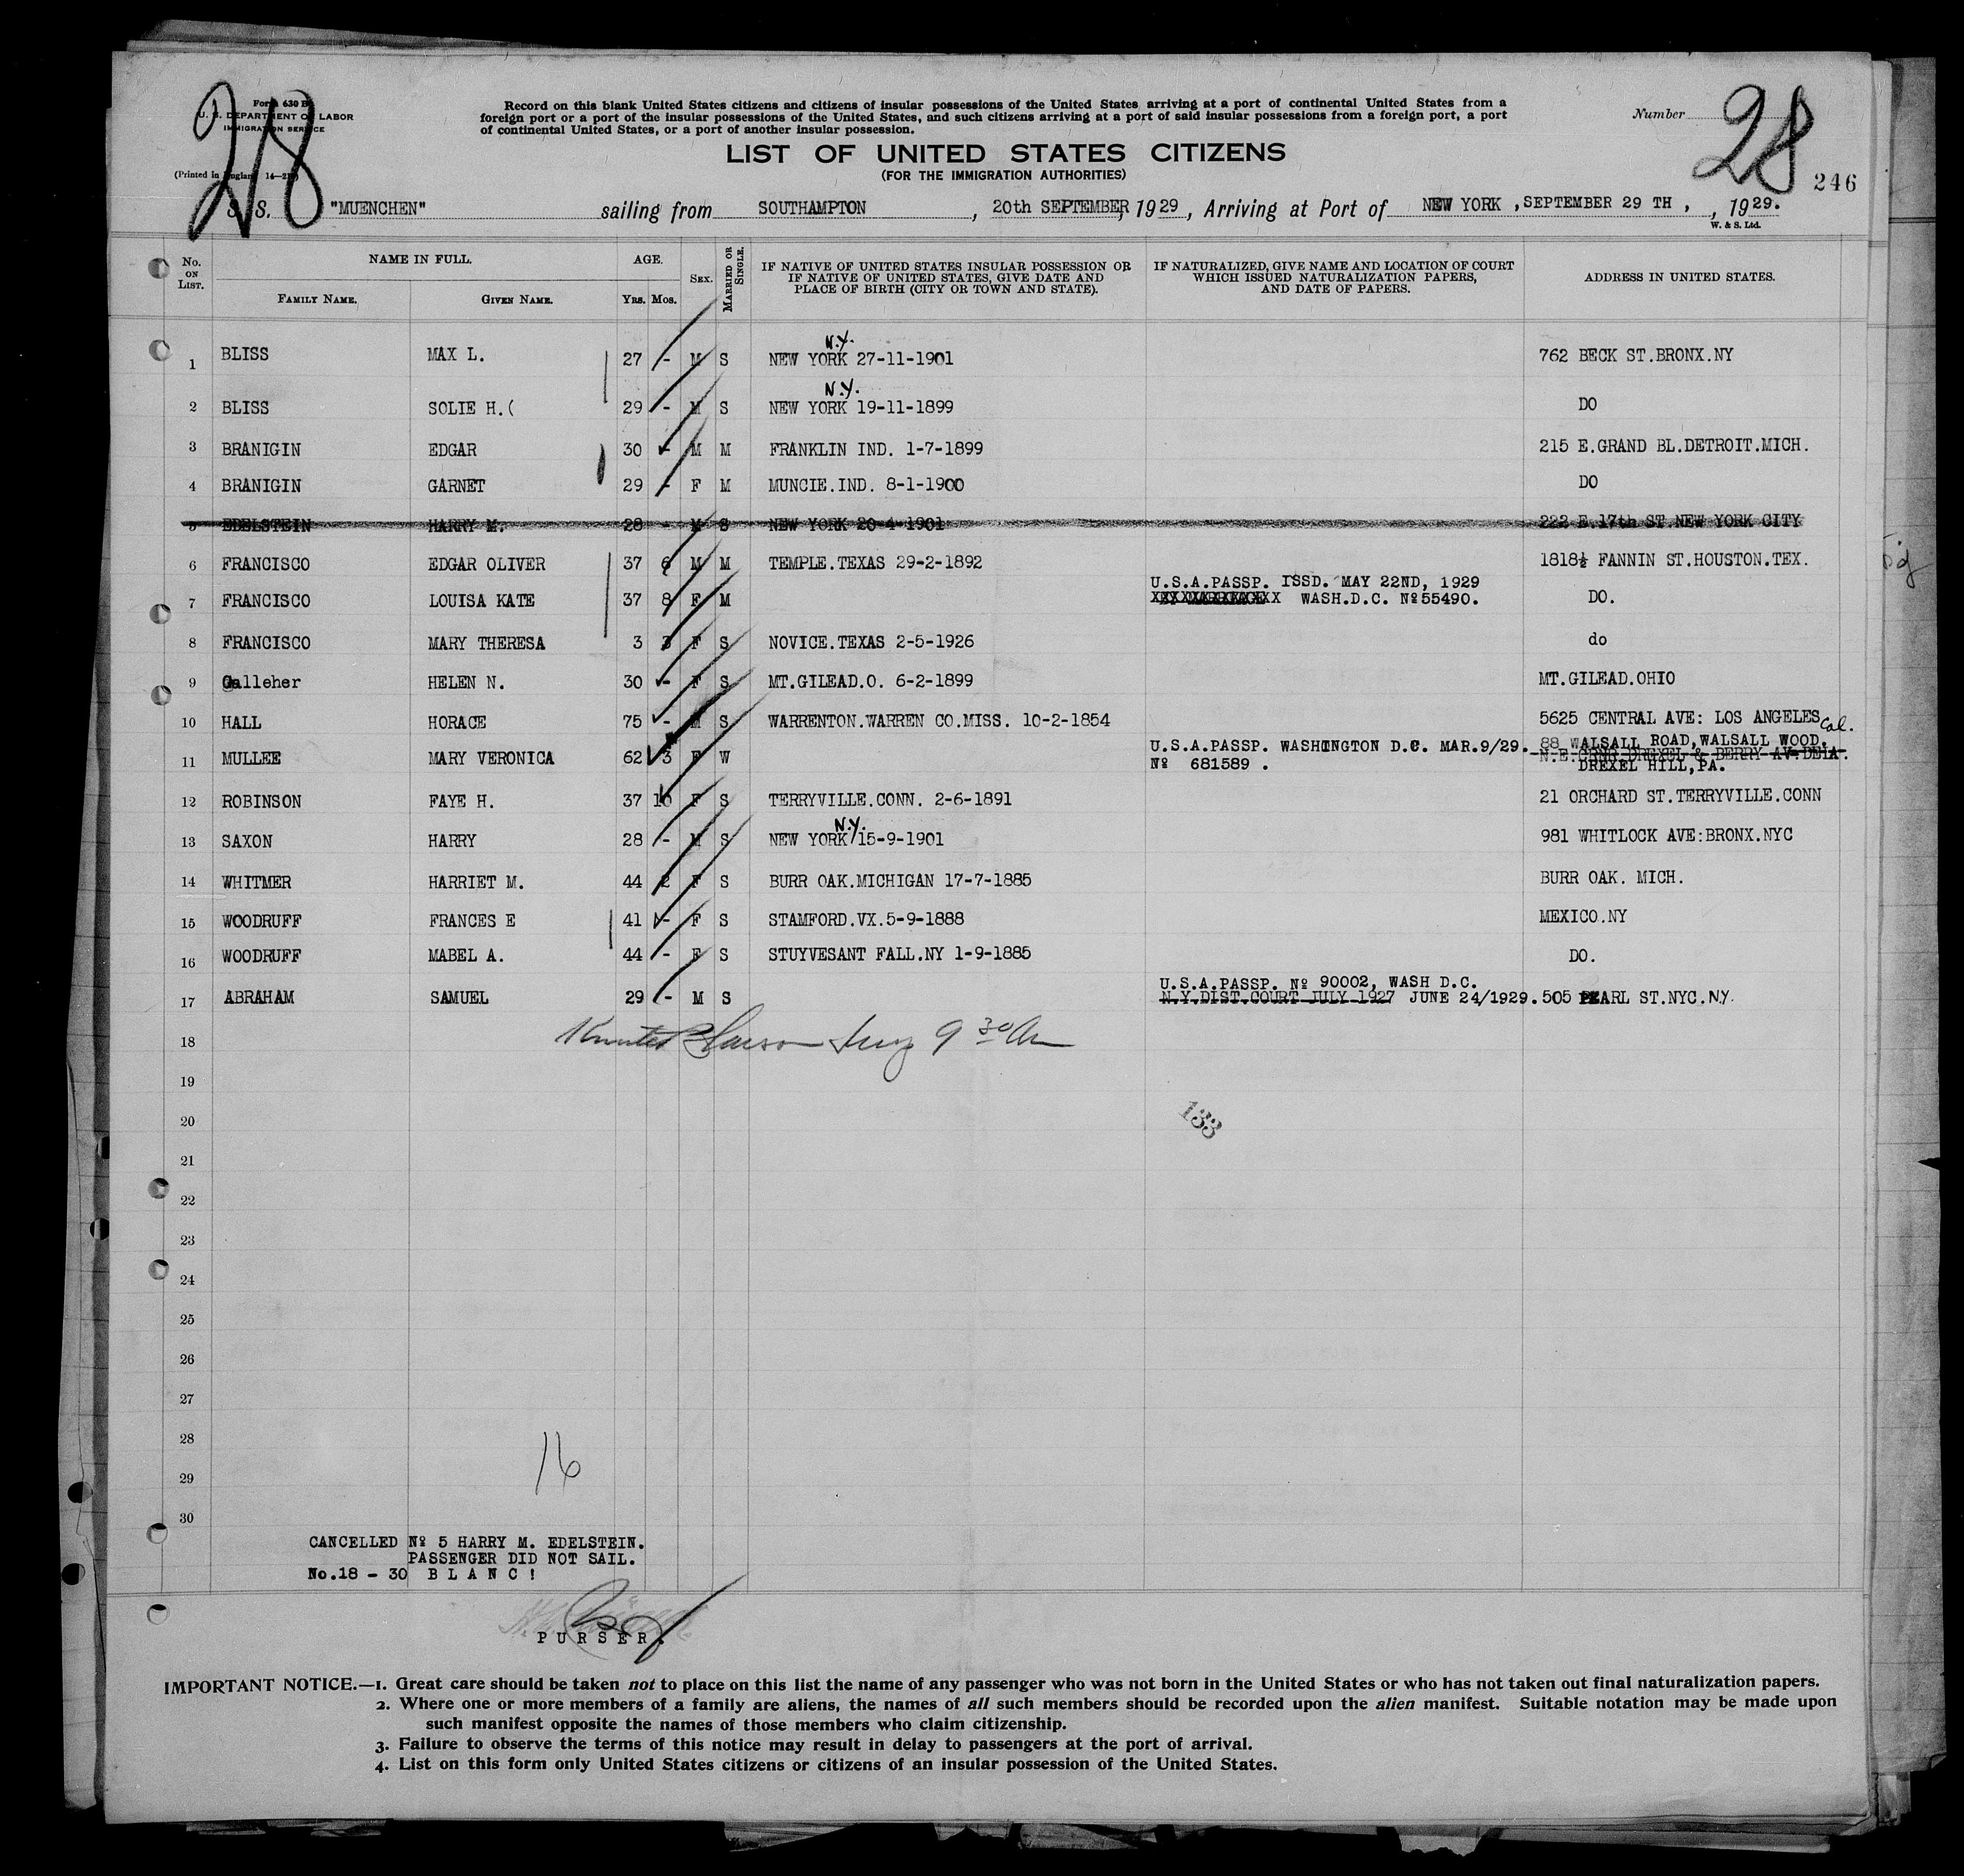 28
28
Form 630 B
U. S. DEPARTMENT OF LABOR
IMMIGRATION SERVICE
(Printed in England 14—2
Record on this blank United States citizens and citizens of insular possessions of the United States arriving at a port of continental United States from a
foreign port or a port of the insular possessions of the United States, and such citizens arriving at a port of said insular possessions from a foreign port, a port
of continental United States, or a port of another insular possession.
Number
LIST OF UNITED STATES CITIZENS
(FOR THE IMMIGRATION AUTHORITIES)
246
S. S. "MUENCHEN" sailing from SOUTHAMPTON, 20th SEPTEMBER, 1929, Arriving at Port of NEW YORK, SEPTEMBER 29 TH, , 1929.
W. & S. Ltd.
No. ON LIST. NAME IN FULL. AGE. SEX. MARRIED OR SINGLE. IF NATIVE OF UNITED STATES INSULAR POSSESSION OR IF NATIVE OF UNITED STATES, GIVE DATE AND PLACE OF BIRTH (CITY OR TOWN AND STATE). IF NATURALIZED, GIVE NAME AND LOCATION OF COURT WHICH ISSUED NATURALIZATION PAPERS, AND DATE OF PAPERS. ADDRESS IN UNITED STATES.
FAMILY NAME. GIVEN NAME. YRS. MOS.
N.Y.
1 BLISS MAX L. 27 - M S NEW YORK 27-11-1901 762 BECK ST.BRONX.NY
N.Y.
2 BLISS SOLIE H.( 29 - M S NEW YORK 19-11-1899 DO
3 BRANIGIN EDGAR 30 - M M FRANKLIN IND. 1-7-1899 215 E.GRAND BL.DETROIT.MICH.
4 BRANIGIN GARNET 29 - F M MUNCIE.IND. 8-1-1900 DO
5 EDELSTEIN HARRY M. 28 - M S NEW YORK 20-4-1901 222 E.17th ST.NEW YORK CITY
6 FRANCISCO EDGAR OLIVER 37 6 M M TEMPLE.TEXAS 29-2-1892 1818½ FANNIN ST.HOUSTON.TEX.
U.S.A.PASSP. ISSD. MAY 22ND, 1929
7 FRANCISCO LOUISA KATE 37 8 F M WASH.D.C. Nº55490. DO.
8 FRANCISCO MARY THERESA 3 3 F S NOVICE.TEXAS 2-5-1926 do
9 Galleher HELEN N. 30 - F S MT.GILEAD.O. 6-2-1899 MT.GILEAD.OHIO
10 HALL HORACE 75 - M S WARRENTON.WARREN CO.MISS. 10-2-1854 5625 CENTRAL AVE: LOS ANGELES Cal.
U.S.A.PASSP. WASHINGTON D.C. MAR.9/29. 88 WALSALL ROAD,WALSALL WOOD.
11 MULLEE MARY VERONICA 62 3 F W N.E.CRNR DREXEL & BERRY AV.DELA.
Nº 681589 . DREXEL HILL,PA.
12 ROBINSON FAYE H. 37 10 F S TERRYVILLE.CONN. 2-6-1891 21 ORCHARD ST.TERRYVILLE.CONN
N.Y.
13 SAXON HARRY 28 - M S NEW YORK 15-9-1901 981 WHITLOCK AVE:BRONX.NYC
14 WHITMER HARRIET M. 44 2 F S BURR OAK.MICHIGAN 17-7-1885 BURR OAK. MICH.
15 WOODRUFF FRANCES E 41 - F S STAMFORD.VX.5-9-1888 MEXICO.NY
16 WOODRUFF MABEL A. 44 - F S STUYVESANT FALL.NY 1-9-1885 DO.
U.S.A.PASSP. Nº 90002, WASH D.C.
17 ABRAHAM SAMUEL 29 - M S N.Y.DIST.COURT JULY 1927 JUNE 24/1929. 505 PEARL ST.NYC.N.Y.
18 9 30
19
133
20
21
22
23
24
25
26
27
28
16
29
30
CANCELLED Nº 5 HARRY M. EDELSTEIN.
PASSENGER DID NOT SAIL.
No.18 - 30 B L A N C !
PURSER.
IMPORTANT NOTICE.—1. Great care should be taken not to place on this list the name of any passenger who was not born in the United States or who has not taken out final naturalization papers.
2. Where one or more members of a family are aliens, the names of all such members should be recorded upon the alien manifest. Suitable notation may be made upon
such manifest opposite the names of those members who claim citizenship.
3. Failure to observe the terms of this notice may result in delay to passengers at the port of arrival.
4. List on this form only United States citizens or citizens of an insular possession of the United States.